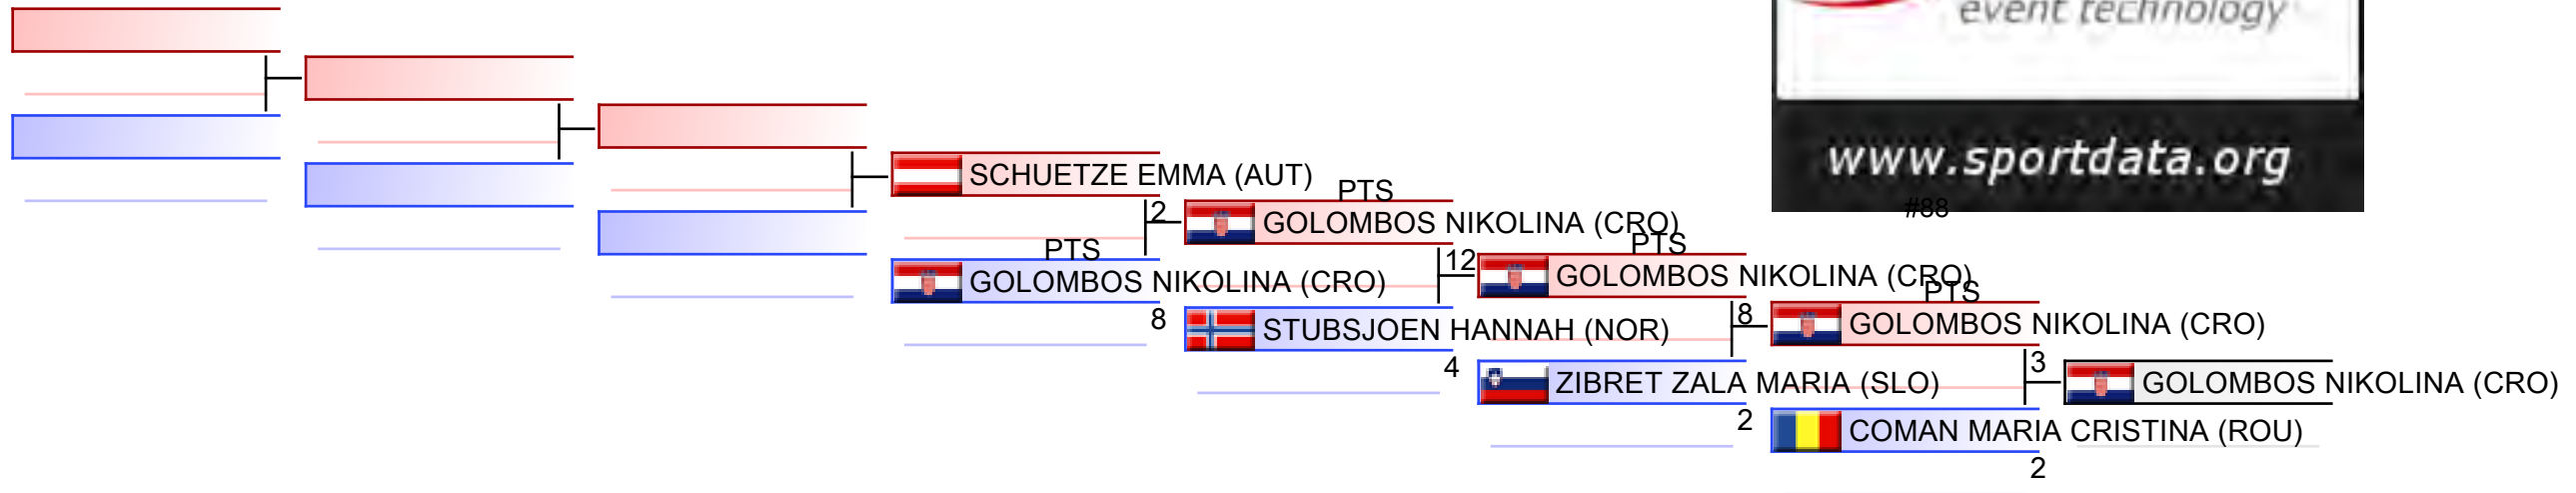 event technology
www.sportdata.org
#88
SCHUETZE EMMA (AUT)
PTS
2
GOLOMBOS NIKOLINA (CRO)
PTS
PTS
GOLOMBOS NIKOLINA (CRO)
12
GOLOMBOS NIKOLINA (CRO)
PTS
8
STUBSJOEN HANNAH (NOR)
8
GOLOMBOS NIKOLINA (CRO)
4
ZIBRET ZALA MARIA (SLO)
3
GOLOMBOS NIKOLINA (CRO)
2
COMAN MARIA CRISTINA (ROU)
2